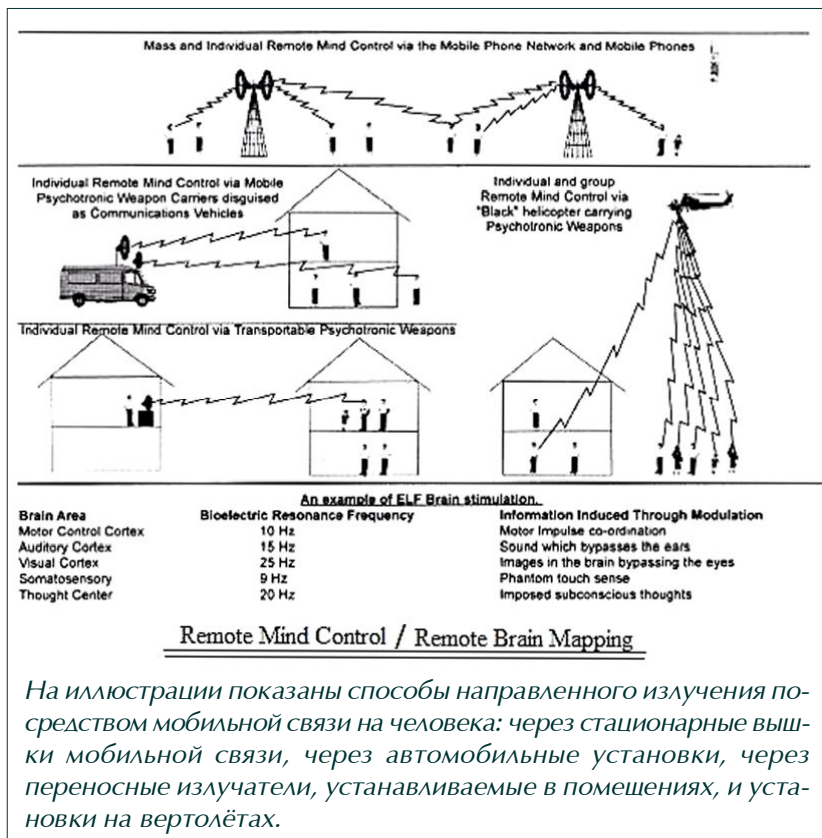 Mass and Individual Remote Mind Control via the Mobile Phone Network and Mobile Phones
Individual Remote Mind Control via Mobile
Psychotronic Weapon Carriers disguised
as Communications Vehicles
Individual and group
Remote Mind Control via
"Black" helicopter carrying
Psychotronic Weapons
Individual Remote Mind Control via Transportable Psychotronic Weapons
An example of ELF Brain stimulation.
Brain Area Bioelectric Resonance Frequency Information Induced Through Modulation
Motor Control Cortex 10 Hz Motor Impulse co-ordination
Auditory Cortex 15 Hz Sound which bypasses the ears
Visual Cortex 25 Hz Images in the brain bypassing the eyes
Somatosensory 9 Hz Phantom touch sense
Thought Center 20 Hz Imposed subconscious thoughts
Remote Mind Control / Remote Brain Mapping
На иллюстрации показаны способы направленного излучения по-
средством мобильной связи на человека: через стационарные выш-
ки мобильной связи, через автомобильные установки, через
переносные излучатели, устанавливаемые в помещениях, и уста-
новки на вертолётах.